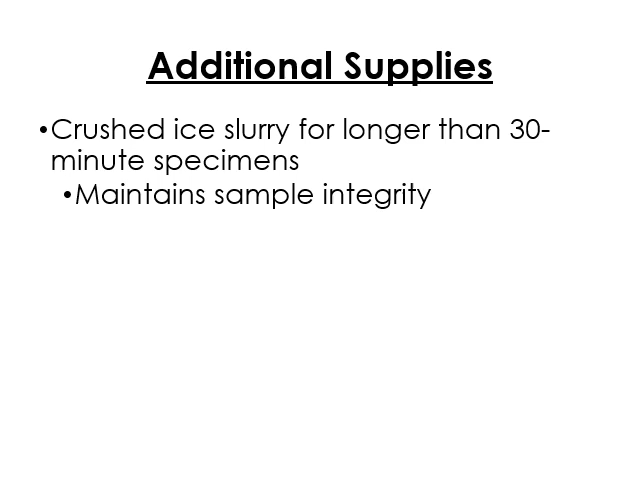 Additional Supplies
•Crushed ice slurry for longer than 30-
minute specimens
•Maintains sample integrity